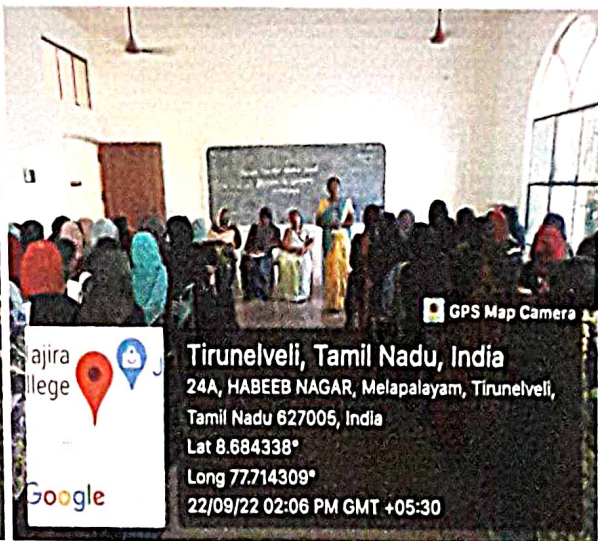 GPS Map Camera
ajira
llege
Google
Tirunelveli, Tamil Nadu, India
24A, HABEEB NAGAR, Melapalayam, Tirunelveli,
Tamil Nadu 627005, India
Lat 8.684338°
Long 77.714309°
22/09/22 02:06 PM GMT +05:30